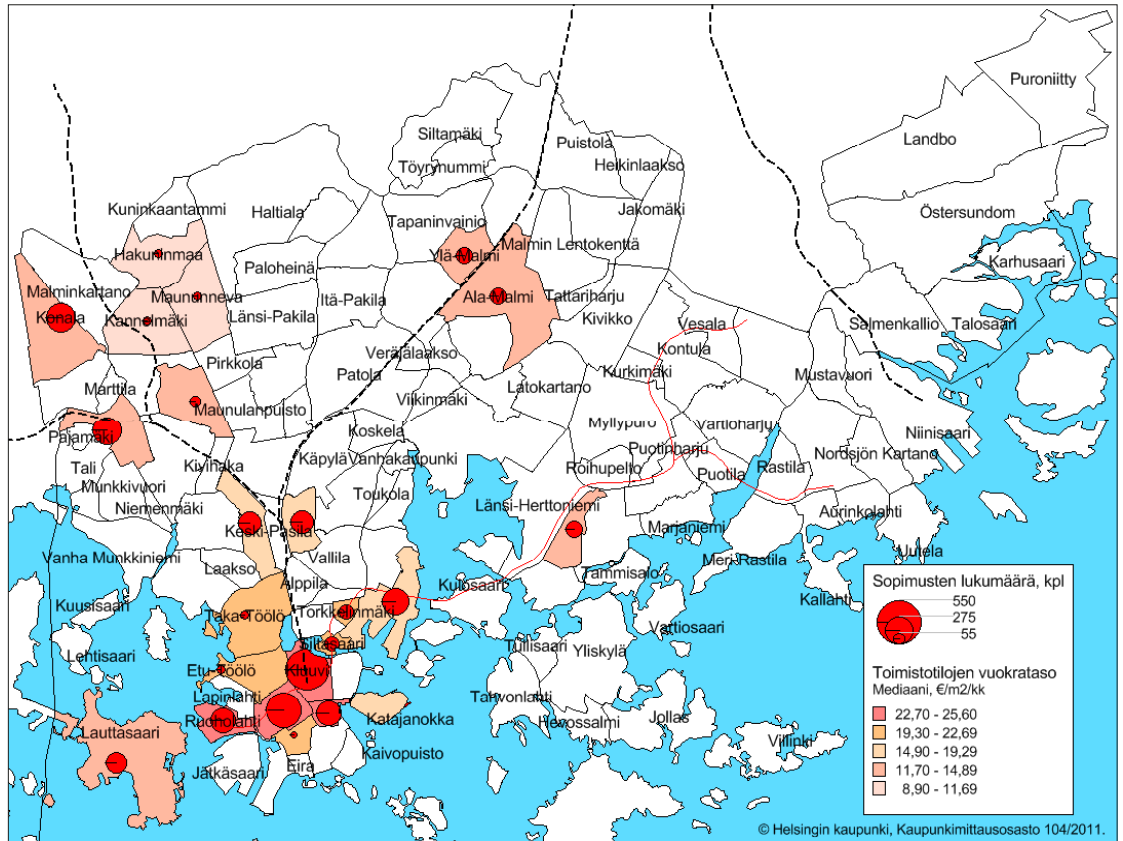 Puroniitty
Landbo
Siltamäki
Puistola
Töyrynummi
Heikinlaakso
Kuninkaantammi
Haltiala
Jakomäki
Östersundom
Tapaninvainio
Hakuninmaa
Ylä-Malmi
Malmin Lentokenttä
Karhusaari
Paloheinä
Malminkartano
Maununneva
Itä-Pakila
Ala-Malmi
Tattariharju
Konala
Kannelmäki
Länsi-Pakila
Kivikko
Vesala
Salmenkallio
Talosaari
Kontula
Pirkkola
Veräjälaakso
Kurkimäki
Patola
Mustavuori
Marttila
Latokartano
Maunulanpuisto
Viikinmäki
Myllypuro
Vartioharju
Niinisaari
Pajamäki
Koskela
Puotinharju
Nordsjön Kartano
Tali
Kivihaka
Käpylä
Vanhakaupunki
Roihupelto
Puotila
Rastila
Munkkivuori
Toukola
Niemenmäki
Länsi-Herttoniemi
Aurinkolahti
Keski-Pasila
Marjaniemi
Vanha Munkkiniemi
Vallila
Uutela
Laakso
Meri-Rastila
Alppila
Kulosaari
Tammisalo
Kuusisaari
Taka-Töölö
Torkkelinmäki
Kallahti
Vartiosaari
Siltasaari
Tullisaari
Lehtisaari
Yliskylä
Etu-Töölö
Kluuvi
Lapinlahti
Tahvonlahti
Ruoholahti
Katajanokka
Hevossalmi
Jollas
Lauttasaari
Villinki
Kaivopuisto
Jätkäsaari
Eira
Sopimusten lukumäärä, kpl
550
275
55
Toimistotilojen vuokrataso
Mediaani, €/m2/kk
22,70 - 25,60
19,30 - 22,69
14,90 - 19,29
11,70 - 14,89
8,90 - 11,69
© Helsingin kaupunki, Kaupunkimittausosasto 104/2011.